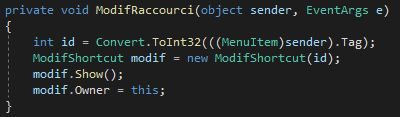 private void ModifRaccourci(object sender, EventArgs e)
{
int id = Convert.ToInt32(((MenuItem)sender).Tag);
ModifShortcut modif = new ModifShortcut(id);
modif.Show();
modif.Owner = this;
}